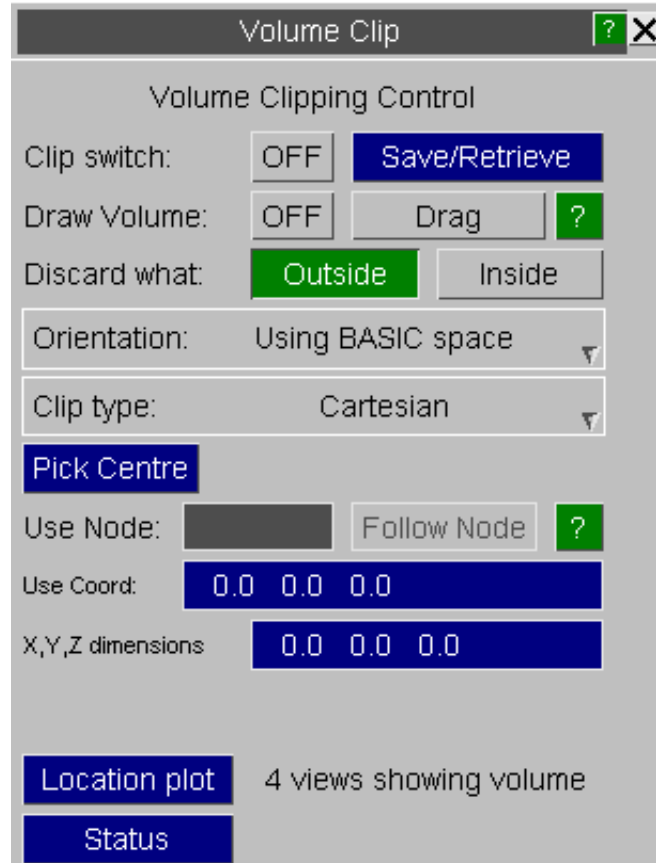 Volume Clip ? X
Volume Clipping Control
Clip switch: OFF Save/Retrieve
Draw Volume: OFF Drag ?
Discard what: Outside Inside
Orientation: Using BASIC space
Clip type: Cartesian
Pick Centre
Use Node: Follow Node ?
Use Coord: 0.0 0.0 0.0
X,Y,Z dimensions 0.0 0.0 0.0
Location plot 4 views showing volume
Status